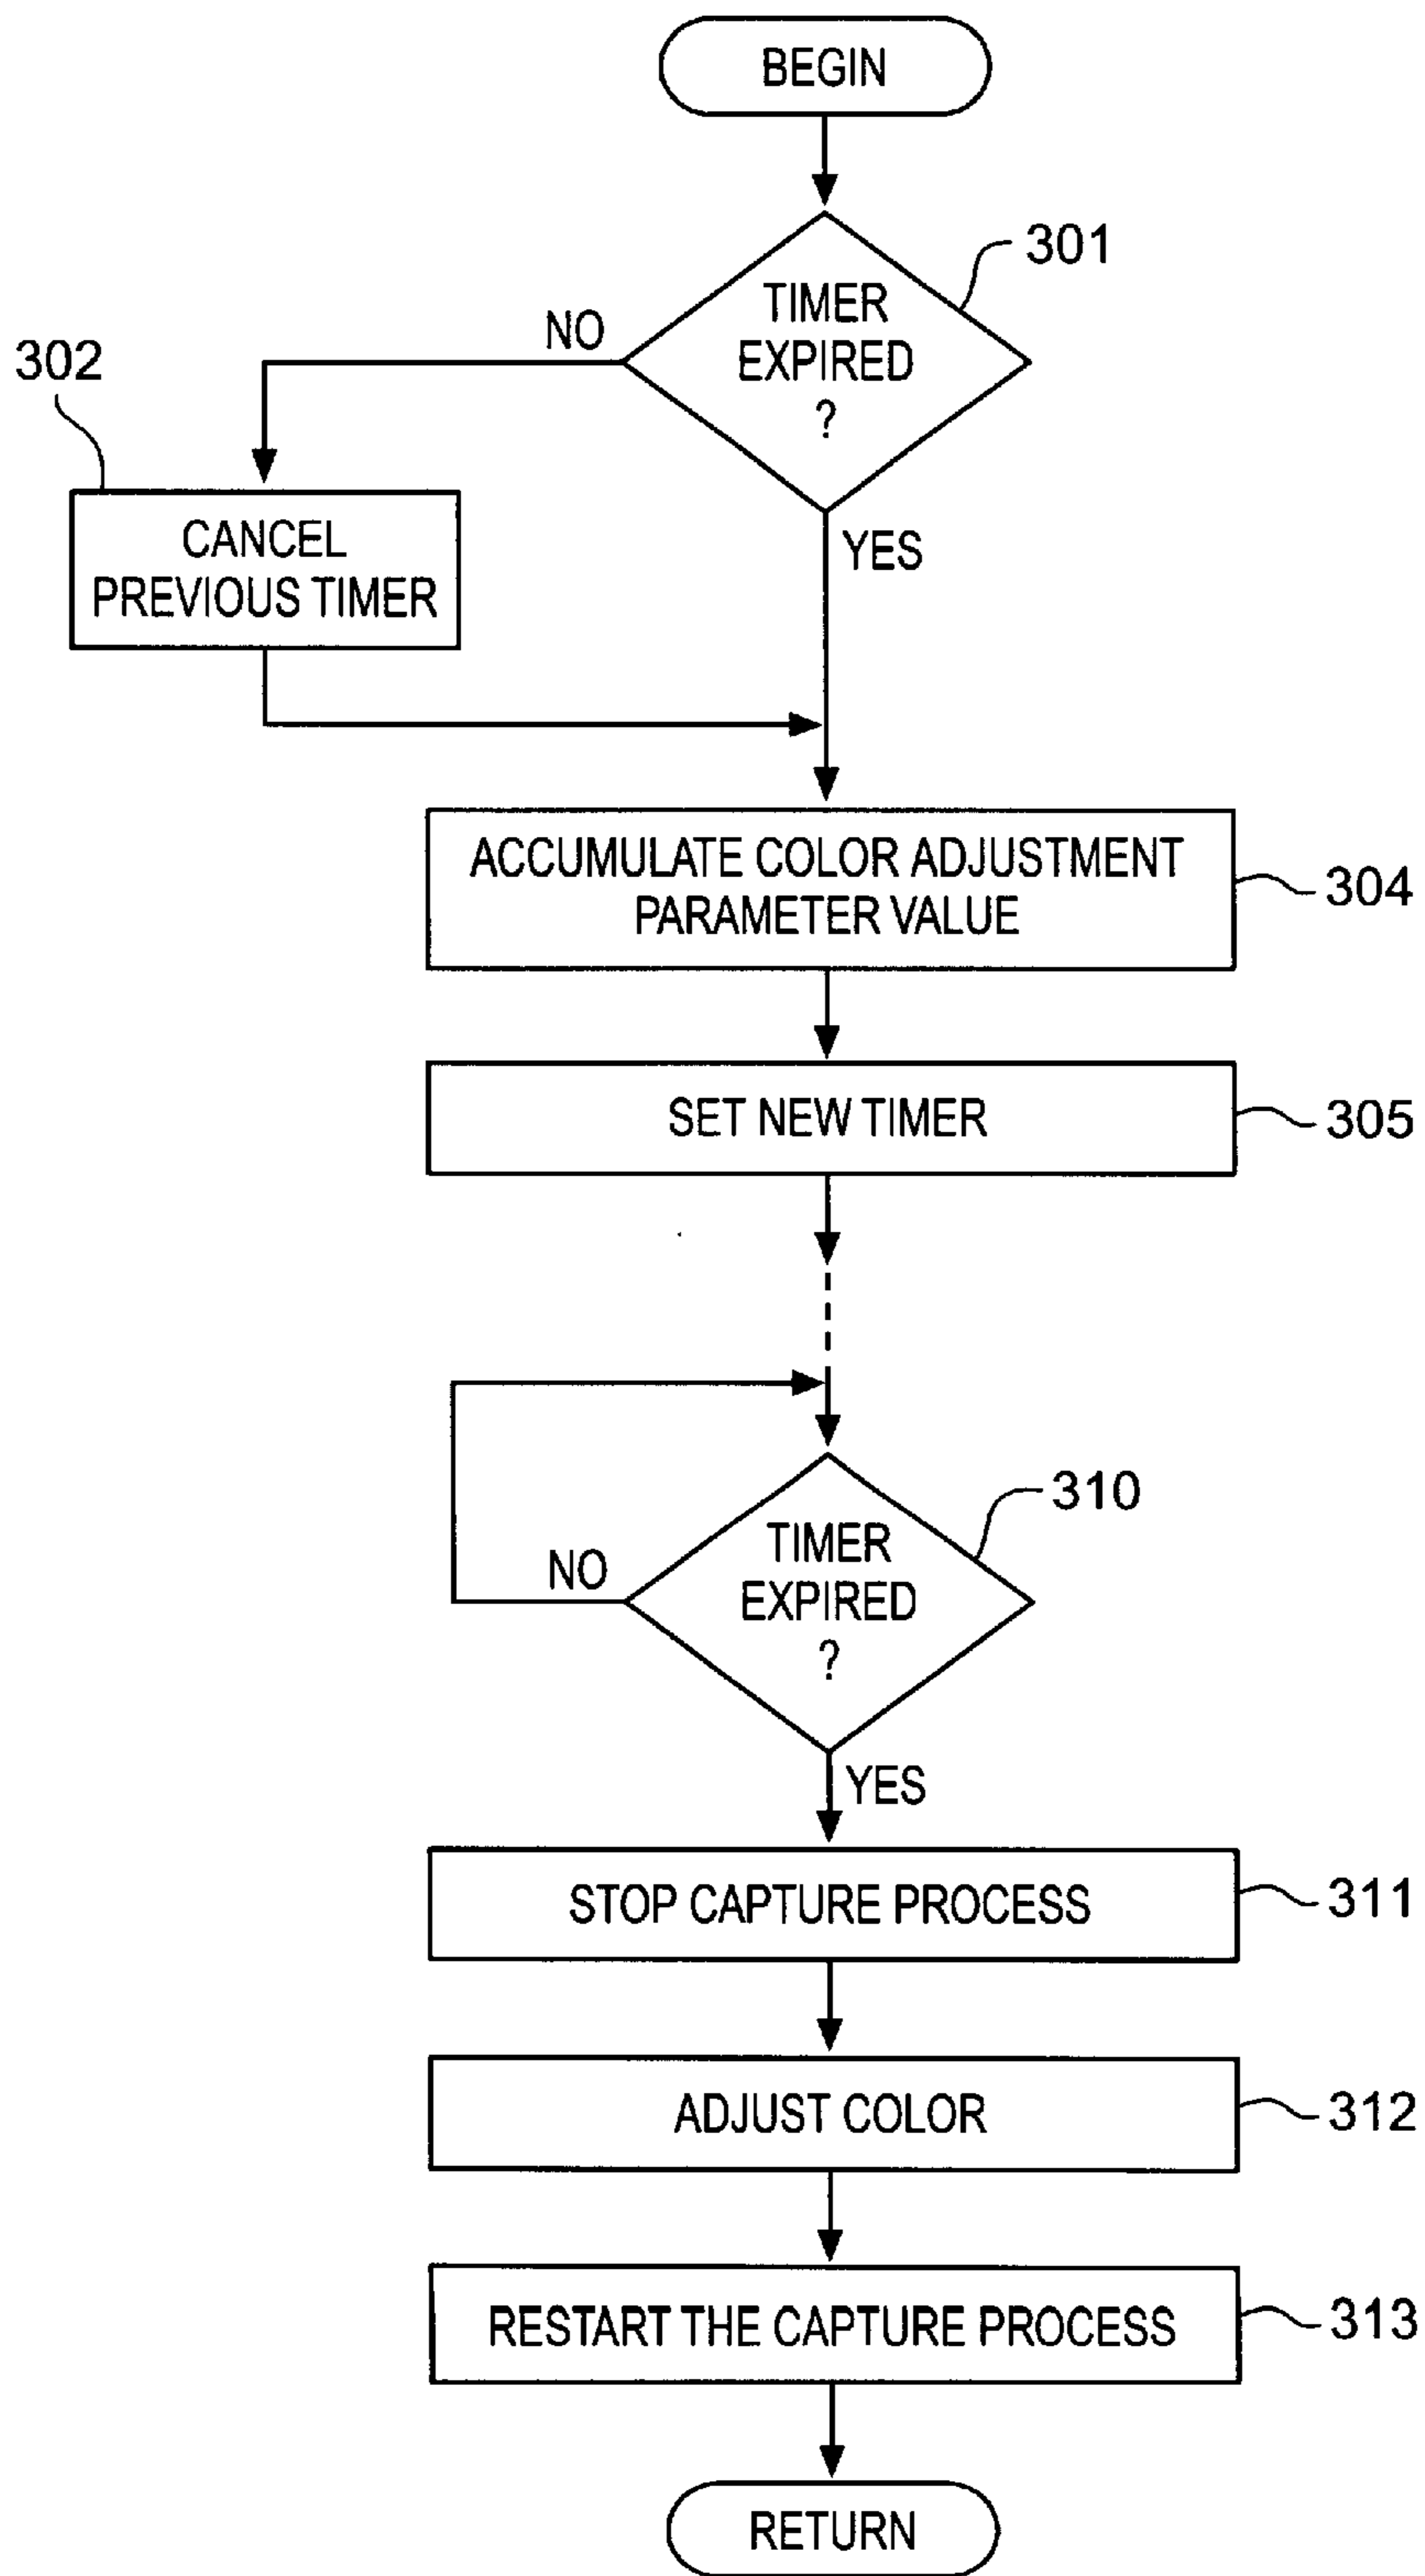 BEGIN
301
TIMER
EXPIRED
?
NO
302
YES
CANCEL
PREVIOUS TIMER
ACCUMULATE COLOR ADJUSTMENT
PARAMETER VALUE
304
SET NEW TIMER
305
310
TIMER
EXPIRED
?
NO
YES
STOP CAPTURE PROCESS
311
ADJUST COLOR
312
RESTART THE CAPTURE PROCESS
313
RETURN